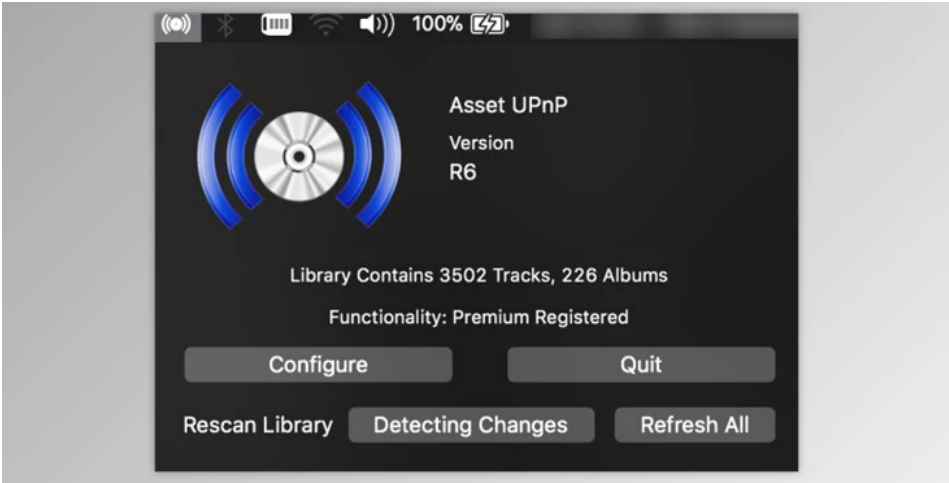 100%
Asset UPnP
Version
R6
Library Contains 3502 Tracks, 226 Albums
Functionality: Premium Registered
Configure Quit
Rescan Library Detecting Changes Refresh All